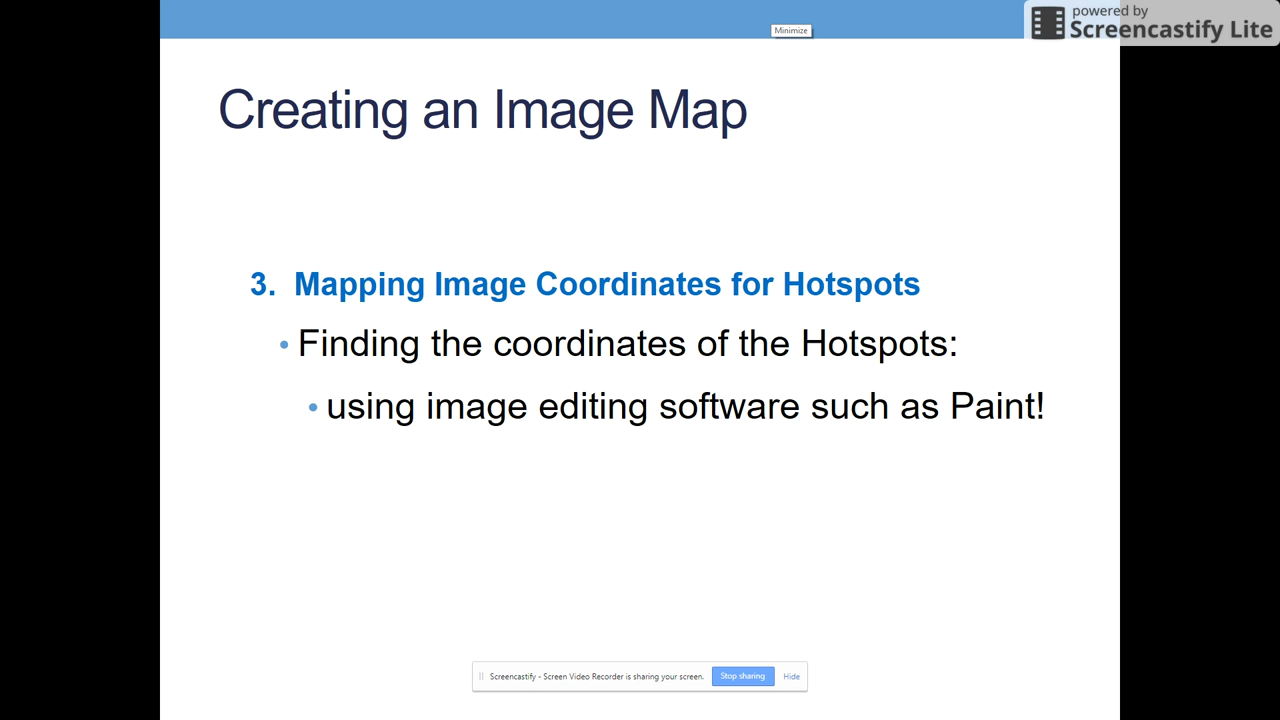 powered by
Screencastify Lite
Minimize
Creating an Image Map
3. Mapping Image Coordinates for Hotspots
• Finding the coordinates of the Hotspots:
• using image editing software such as Paint!
Screencastify - Screen Video Recorder is sharing your screen. Stop sharing Hide